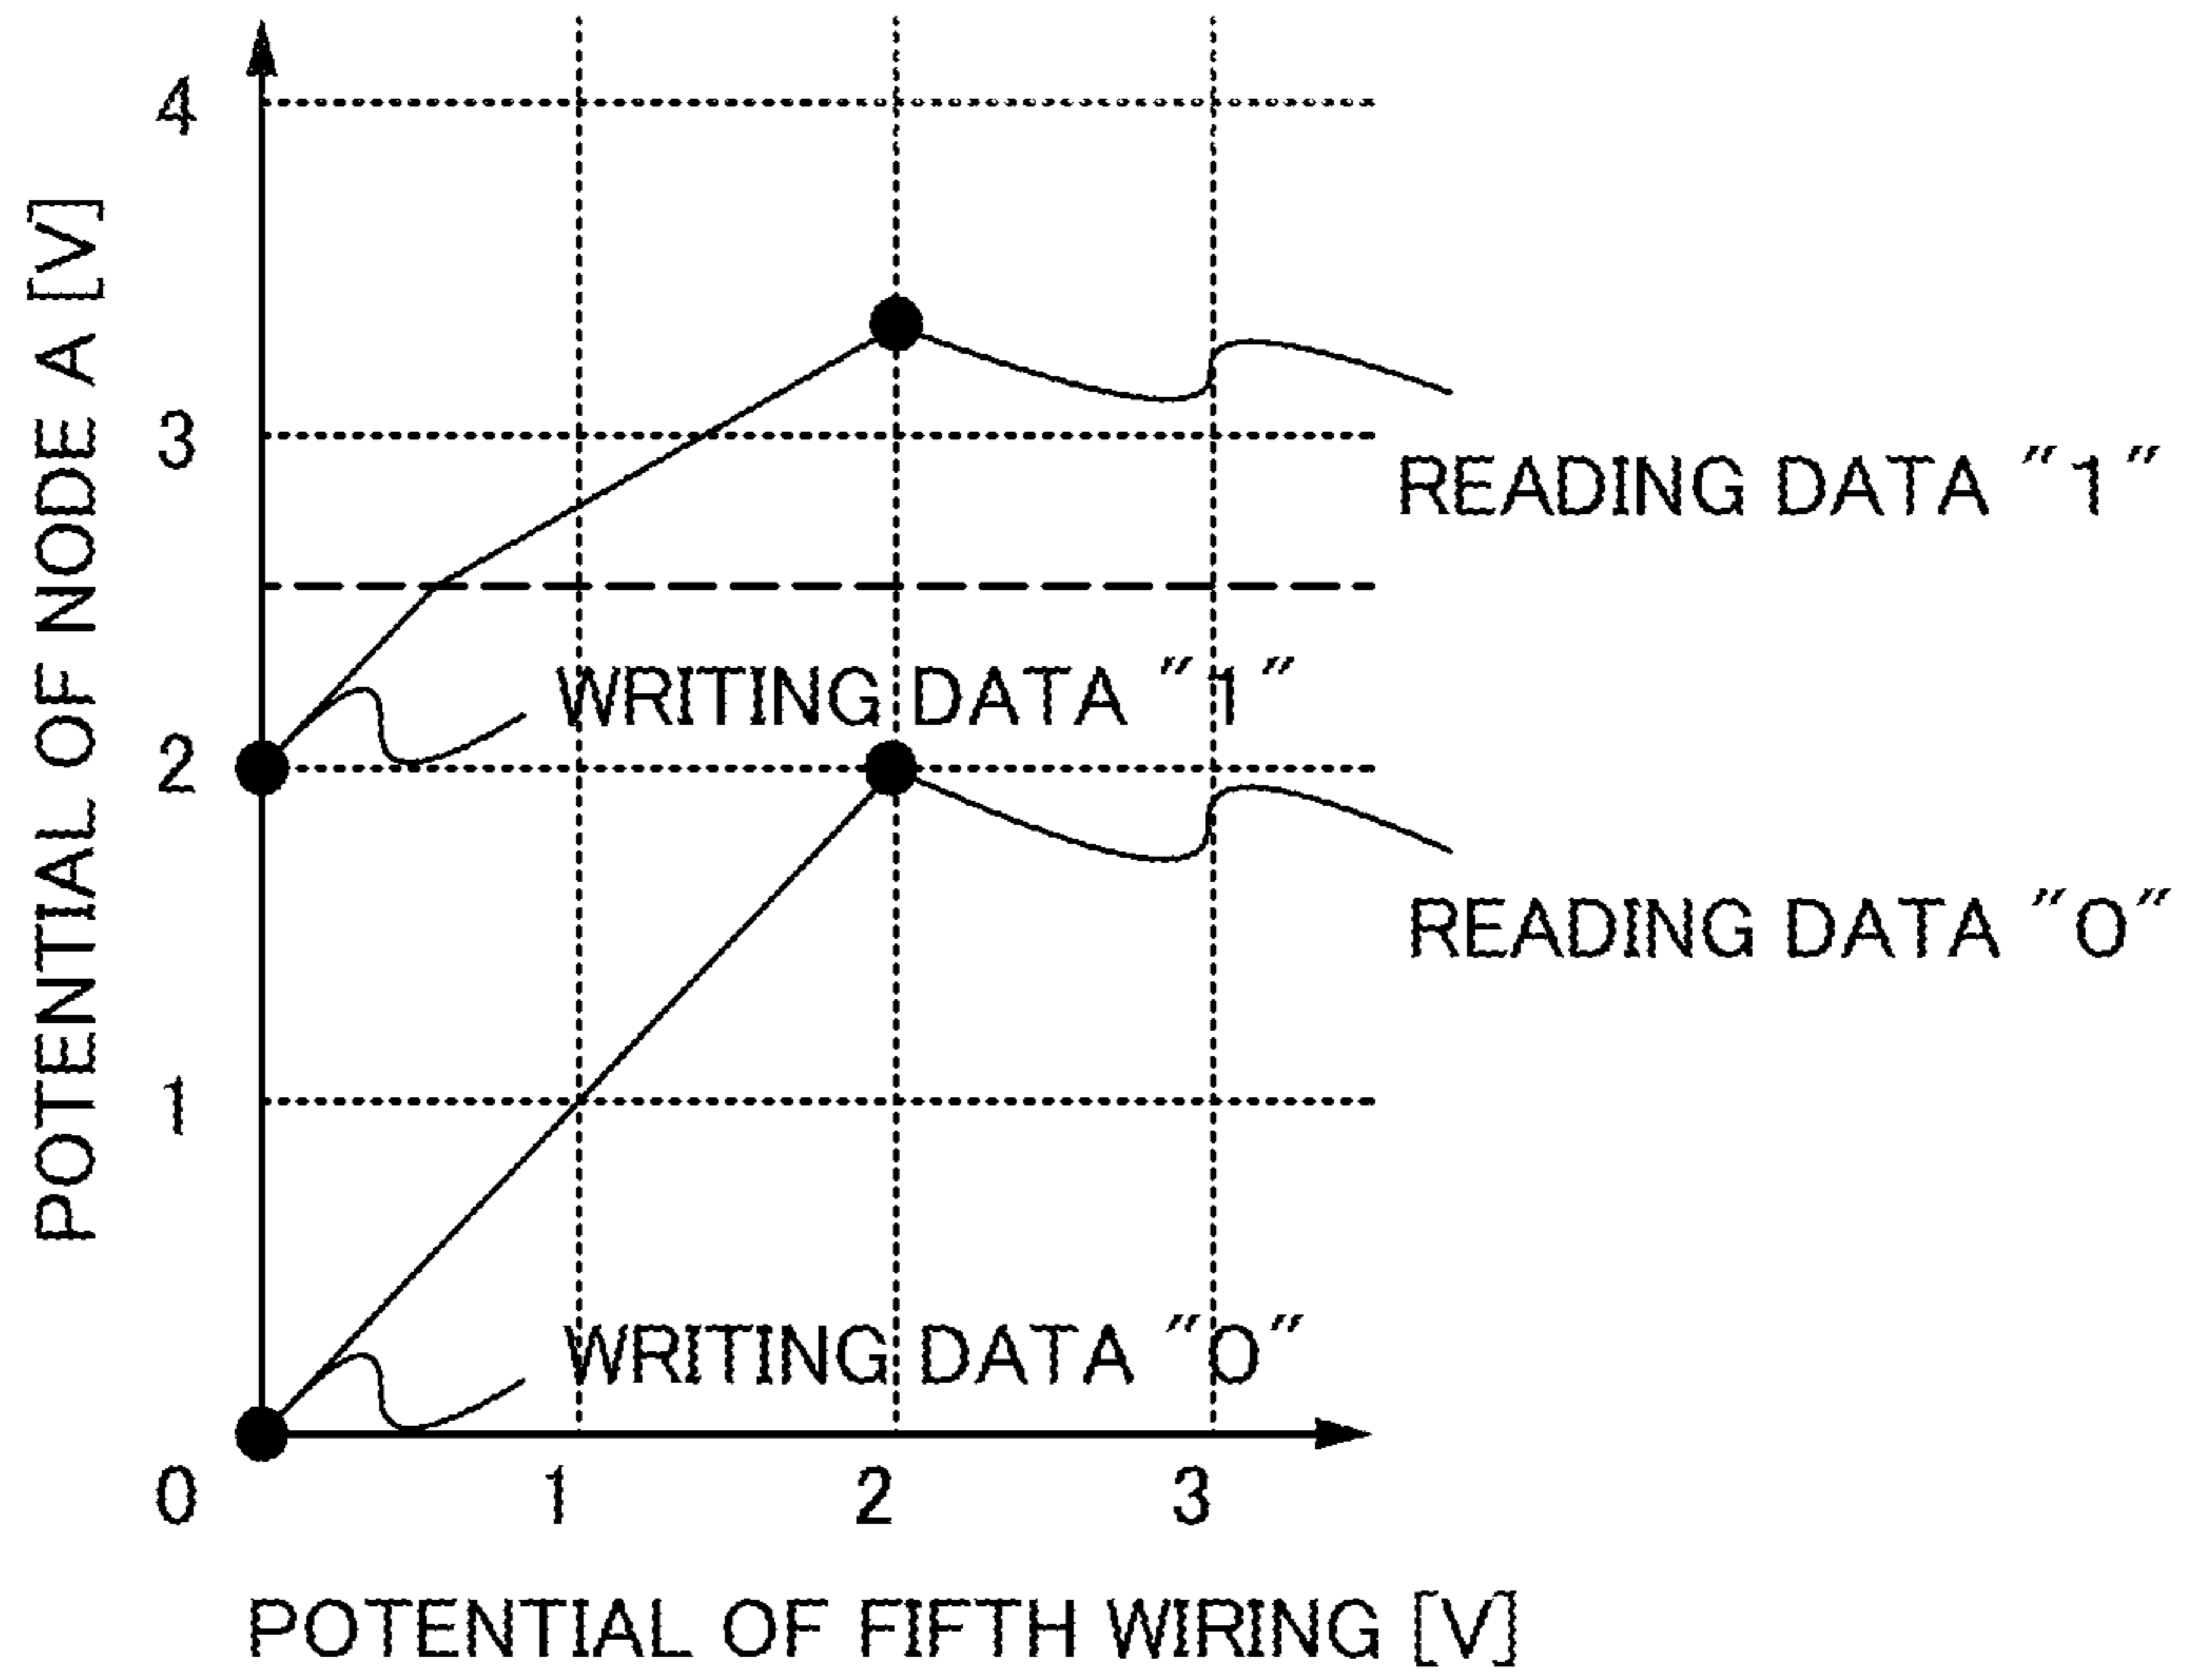 POTENTIAL OF NODE A [V]
4
3
READING DATA "1"
WRITING DATA "1"
2
READING DATA "0"
1
WRITING DATA "0"
0 1 2 3
POTENTIAL OF FIFTH WIRING [V]